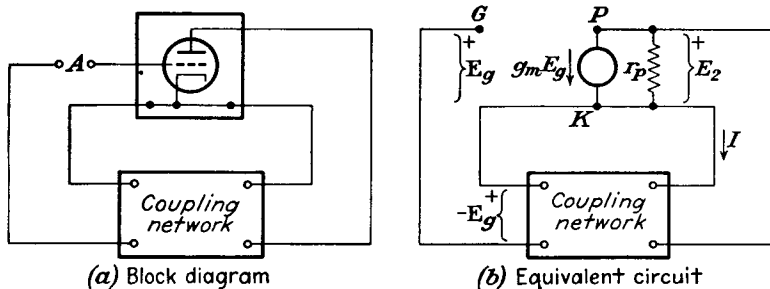 A
Coupling
network
(a) Block diagram
G
P
+
E_g
g_mE_g
r_p
+
E_2
K
I
+
-E_g
Coupling
network
(b) Equivalent circuit